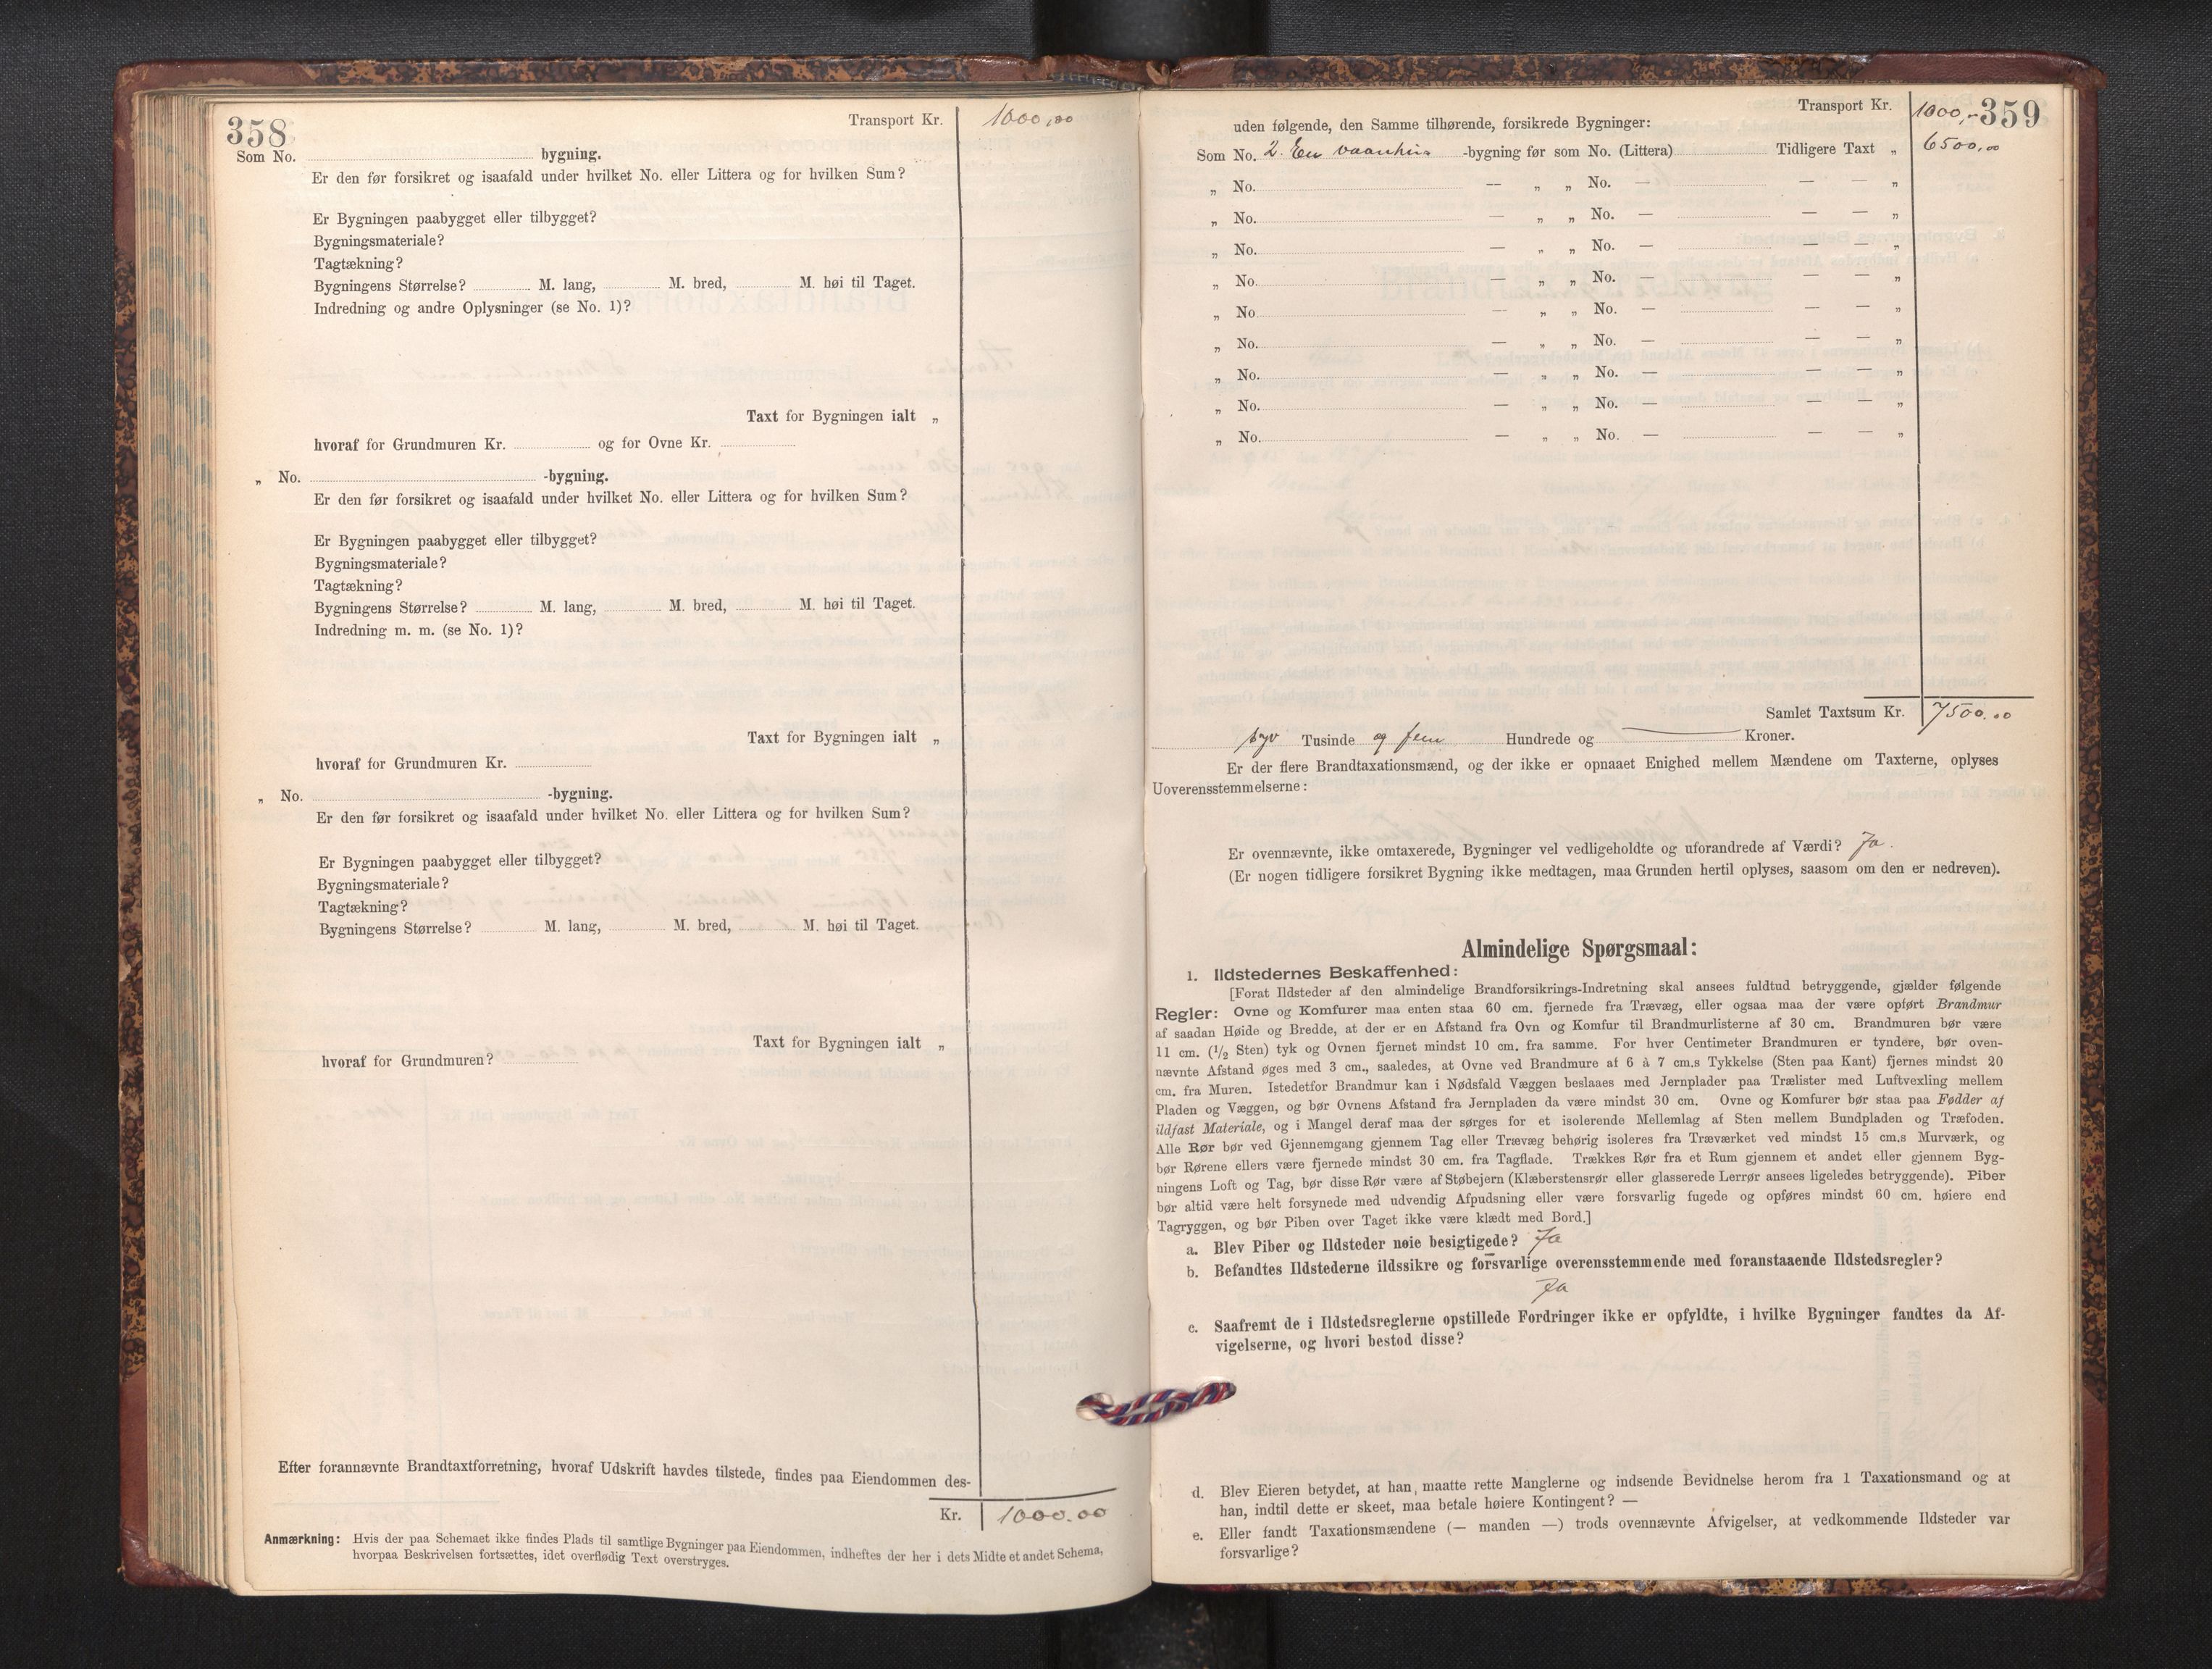 358
Transport Kr. 1000,00
Som No. bygning.
Er den før forsikret og isaafald under hvilket No. eller Littera og for hvilken Sum?
Er Bygningen paabygget eller tilbygget?
Bygningsmateriale?
Tagtækning?
Bygningens Størrelse? M. lang, M. bred, M. høi til Taget.
Indredning og andre Oplysninger (se No. 1)?
Taxt for Bygningen ialt „
hvoraf for Grundmuren Kr. og for Ovne Kr.
„ No. -bygning.
Er den før forsikret og isaafald under hvilket No. eller Littera og for hvilken Sum?
Er Bygningen paabygget eller tilbygget?
Bygningsmateriale?
Tagtækning?
Bygningens Størrelse? M. lang, M. bred, M. høi til Taget.
Indredning m. m. (se No. 1)?
Taxt for Bygningen ialt „
hvoraf for Grundmuren Kr.
„ No. -bygning.
Er den før forsikret og isaafald under hvilket No. eller Littera og for hvilken Sum?
Er Bygningen paabygget eller tilbygget?
Bygningsmateriale?
Tagtækning?
Bygningens Størrelse? M. lang, M. bred, M. høi til Taget.
Taxt for Bygningen ialt „
hvoraf for Grundmuren?
Efter forannævnte Brandtaxtforretning, hvoraf Udskrift havdes tilstede, findes paa Eiendommen des-
Kr. 1000.00
Anmærkning: Hvis der paa Schemaet ikke findes Plads til samtlige Bygninger paa Eiendommen, indheftes der her i dets Midte et andet Schema,
hvorpaa Beskrivelsen fortsættes, idet overflødig Text overstryges.
359
Transport Kr. 1000,-
uden følgende, den Samme tilhørende, forsikrede Bygninger:
Som No. 2. En vaanhus -bygning før som No. (Littera) Tidligere Taxt „ 6500,00
„ No. — „ „ No. — — — „
„ No. — „ „ No. — — — „
„ No. — „ „ No. — — — „
„ No. — „ „ No. — — — „
„ No. — „ „ No. — — — „
„ No. — „ „ No. — — — „
„ No. — „ „ No. — — — „
„ No. — „ „ No. — — — „
„ No. — „ „ No. — — — „
Samlet Taxtsum Kr. 7500.00
syv Tusinde og fem Hundrede og Kroner.
Er der flere Brandtaxationsmænd, og der ikke er opnaaet Enighed mellem Mændene om Taxterne, oplyses
Uoverensstemmelserne:
Er ovennævnte, ikke omtaxerede, Bygninger vel vedligeholdte og uforandrede af Værdi? Ja.
(Er nogen tidligere forsikret Bygning ikke medtagen, maa Grunden hertil oplyses, saasom om den er nedreven).
Almindelige Spørgsmaal:
1. Ildstedernes Beskaffenhed:
[Forat Ildsteder af den almindelige Brandforsikrings-Indretning skal ansees fuldtud betryggende, gjælder følgende
Regler: Ovne og Komfurer maa enten staa 60 cm. fjernede fra Trævæg, eller ogsaa maa der være opført Brandmur
af saadan Høide og Bredde, at der er en Afstand fra Ovn og Komfur til Brandmurlisterne af 30 cm. Brandmuren bør være
11 cm. (1/2 Sten) tyk og Ovnen fjernet mindst 10 cm. fra samme. For hver Centimeter Brandmuren er tyndere, bør oven-
nævnte Afstand øges med 3 cm., saaledes, at Ovne ved Brandmure af 6 à 7 cm.s Tykkelse (Sten paa Kant) fjernes mindst 20
cm. fra Muren. Istedetfor Brandmur kan i Nødsfald Væggen beslaaes med Jernplader paa Trælister med Luftvexling mellem
Pladen og Væggen, og bør Ovnens Afstand fra Jernpladen da være mindst 30 cm. Ovne og Komfurer bør staa paa Fødder af
ildfast Materiale, og i Mangel deraf maa der sørges for et isolerende Mellemlag af Sten mellem Bundpladen og Træfoden.
Alle Rør bør ved Gjennemgang gjennem Tag eller Trævæg behørig isoleres fra Træværket ved mindst 15 cm.s Murværk, og
bør Rørene ellers være fjernede mindst 30 cm. fra Tagflade. Trækkes Rør fra et Rum gjennem et andet eller gjennem Byg-
ningens Loft og Tag, bør disse Rør være af Støbejern (Klæberstensrør eller glasserede Lerrør ansees ligeledes betryggende). Piber
bør altid være helt forsynede med udvendig Afpudsning eller være forsvarlig fugede og opføres mindst 60 cm. høiere end
Tagryggen, og bør Piben over Taget ikke være klædt med Bord.]
a. Blev Piber og Ildsteder nøie besigtigede? Ja
b. Befandtes Ildstederne ildssikre og forsvarlige overensstemmende med foranstaaende Ildstedsregler?
Ja
c. Saafremt de i Ildstedsreglerne opstillede Fordringer ikke er opfyldte, i hvilke Bygninger fandtes da Af-
vigelserne, og hvori bestod disse?
d. Blev Eieren betydet, at han maatte rette Manglerne og indsende Bevidnelse herom fra 1 Taxationsmand og at
han, indtil dette er skeet, maa betale høiere Kontingent? —
e. Eller fandt Taxationsmændene (— manden —) trods ovennævnte Afvigelser, at vedkommende Ildsteder var
forsvarlige?